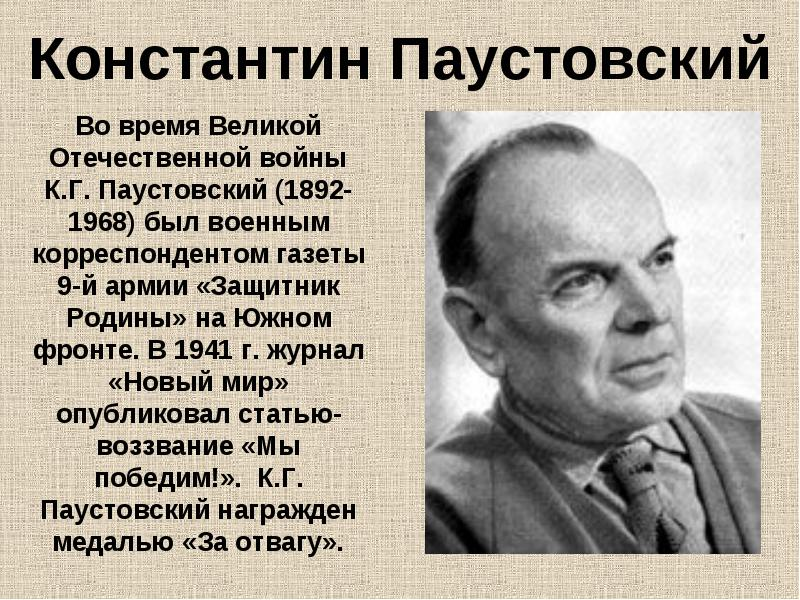 Константин Паустовский
Во время Великой
Отечественной войны
К.Г. Паустовский (1892-
1968) был военным
корреспондентом газеты
9-й армии «Защитник
Родины» на Южном
фронте. В 1941 г. журнал
«Новый мир»
опубликовал статью-
воззвание «Мы
победим!». К.Г.
Паустовский награжден
медалью «За отвагу».